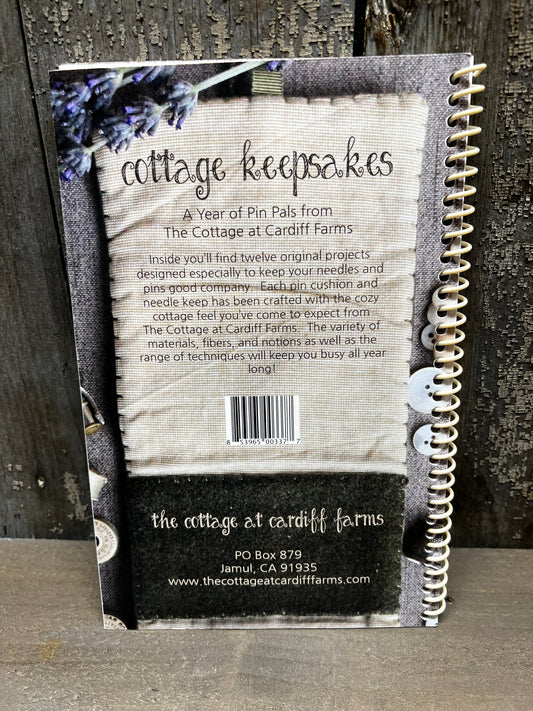 cottage keepsakes
A Year of Pin Pals from
The Cottage at Cardiff Farms
Inside you'll find twelve original projects
designed especially to keep your needles and
pins good company. Each pin cushion and
needle keep has been crafted with the cozy
cottage feel you've come to expect from
The Cottage at Cardiff Farms. The variety of
materials, fibers, and notions as well as the
range of techniques will keep you busy all year
long!
8 53965 00337 7
the cottage at cardiff farms
PO Box 879
Jamul, CA 91935
www.thecottageatcardifffarms.com